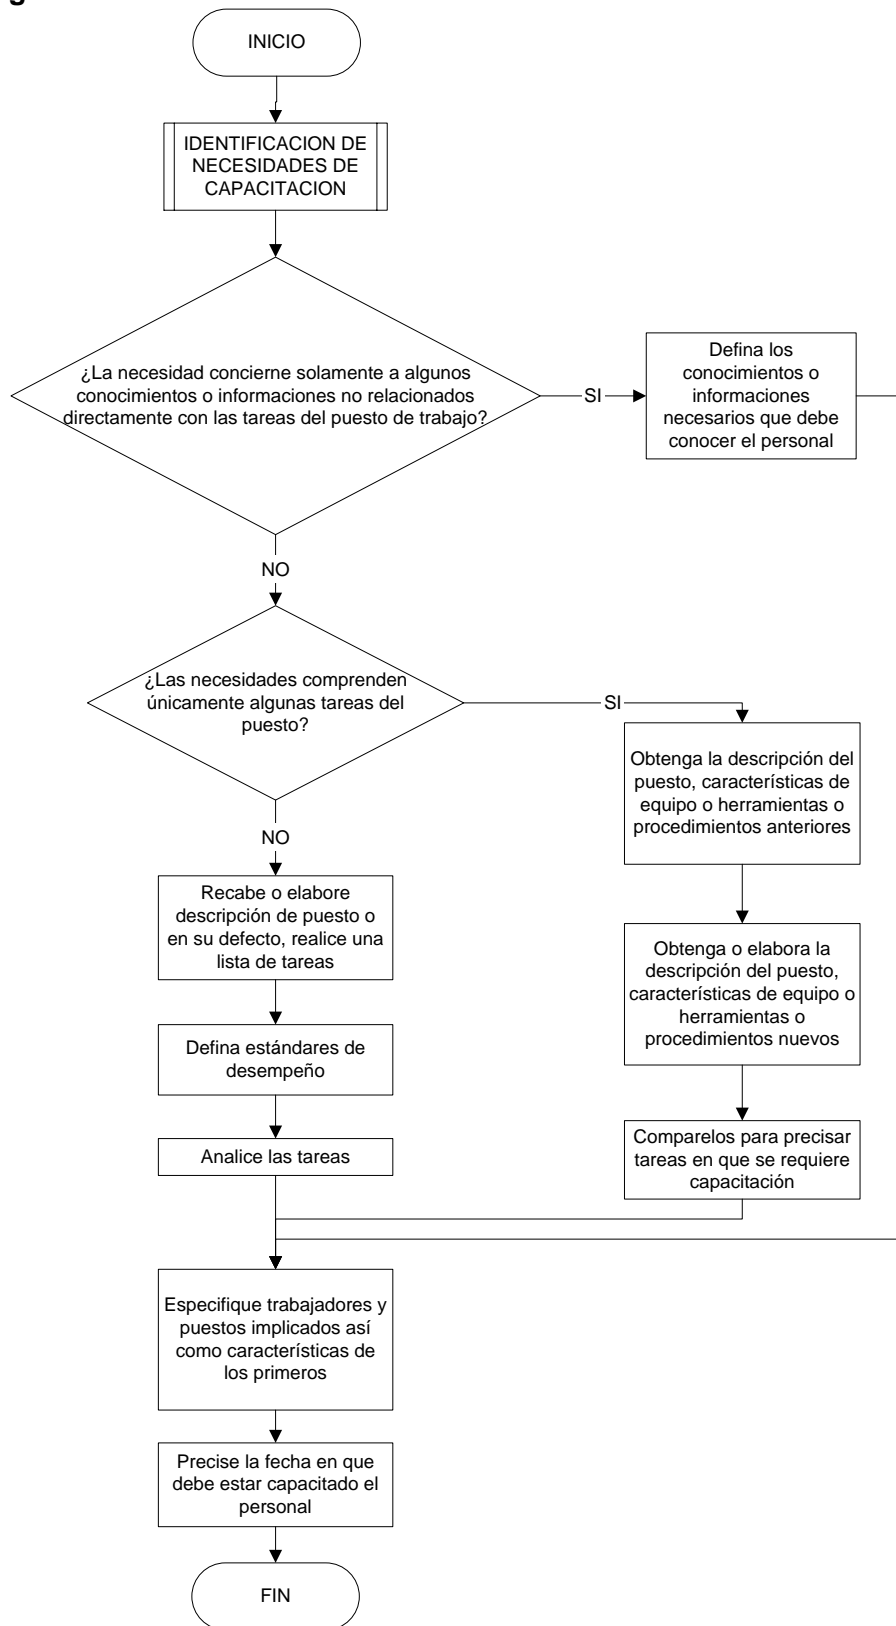 g
INICIO
IDENTIFICACION DE
NECESIDADES DE
CAPACITACION
¿La necesidad concierne solamente a algunos
conocimientos o informaciones no relacionados
directamente con las tareas del puesto de trabajo?
SI
Defina los
conocimientos o
informaciones
necesarios que debe
conocer el personal
NO
¿Las necesidades comprenden
únicamente algunas tareas del
puesto?
SI
Obtenga la descripción del
puesto, características de
equipo o herramientas o
procedimientos anteriores
NO
Recabe o elabore
descripción de puesto o
en su defecto, realice una
lista de tareas
Obtenga o elabora la
descripción del puesto,
características de equipo o
herramientas o
procedimientos nuevos
Defina estándares de
desempeño
Analice las tareas
Comparelos para precisar
tareas en que se requiere
capacitación
Especifique trabajadores y
puestos implicados así
como características de
los primeros
Precise la fecha en que
debe estar capacitado el
personal
FIN